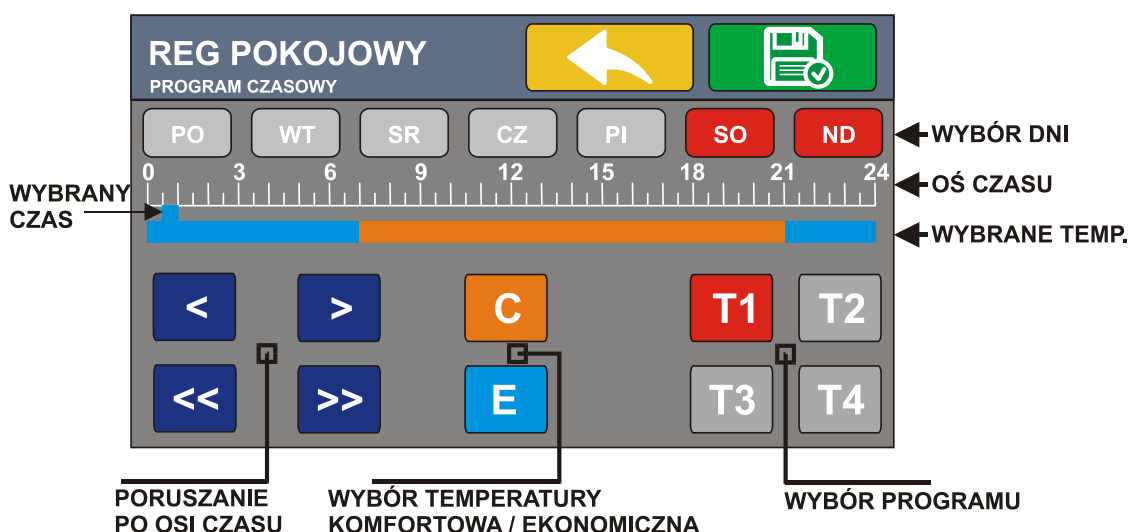 REG POKOJOWY
PROGRAM CZASOWY
PO WT SR CZ PI SO ND
WYBÓR DNI
0 3 6 9 12 15 18 21 24
OŚ CZASU
WYBRANY
CZAS
WYBRANE TEMP.
< > C T1 T2
<< >> E T3 T4
PORUSZANIE
PO OSI CZASU
WYBÓR TEMPERATURY
KOMFORTOWA / EKONOMICZNA
WYBÓR PROGRAMU